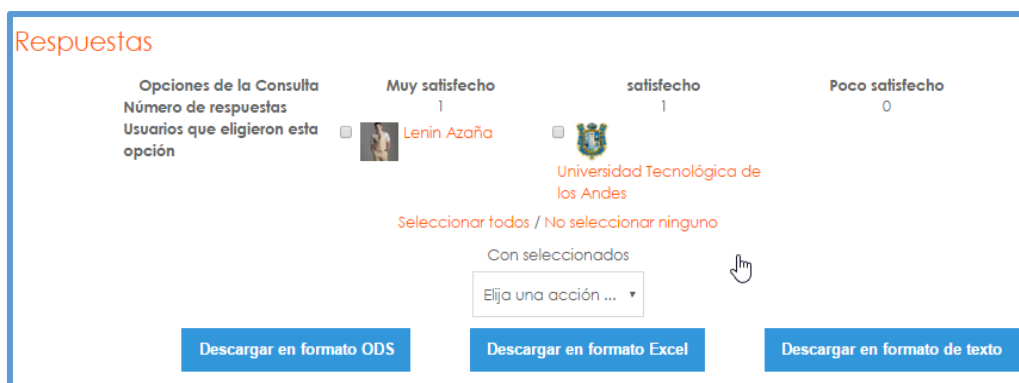 Respuestas
Opciones de la Consulta Muy satisfecho satisfecho Poco satisfecho
Número de respuestas 1 1 0
Usuarios que eligieron esta opción Lenin Azaña
Universidad Tecnológica de
los Andes
Seleccionar todos / No seleccionar ninguno
Con seleccionados
Elija una acción ...
Descargar en formato ODS Descargar en formato Excel Descargar en formato de texto